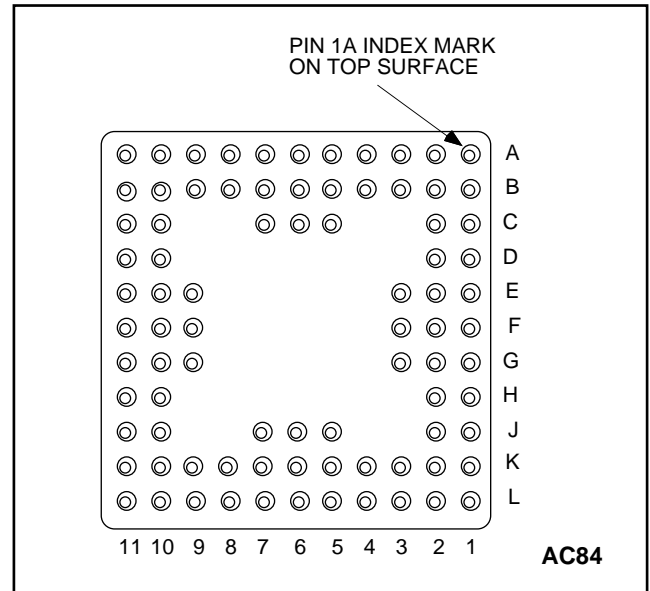 PIN 1A INDEX MARK
ON TOP SURFACE
A
B
C
D
E
F
G
H
J
K
L
11 10 9 8 7 6 5 4 3 2 1
AC84